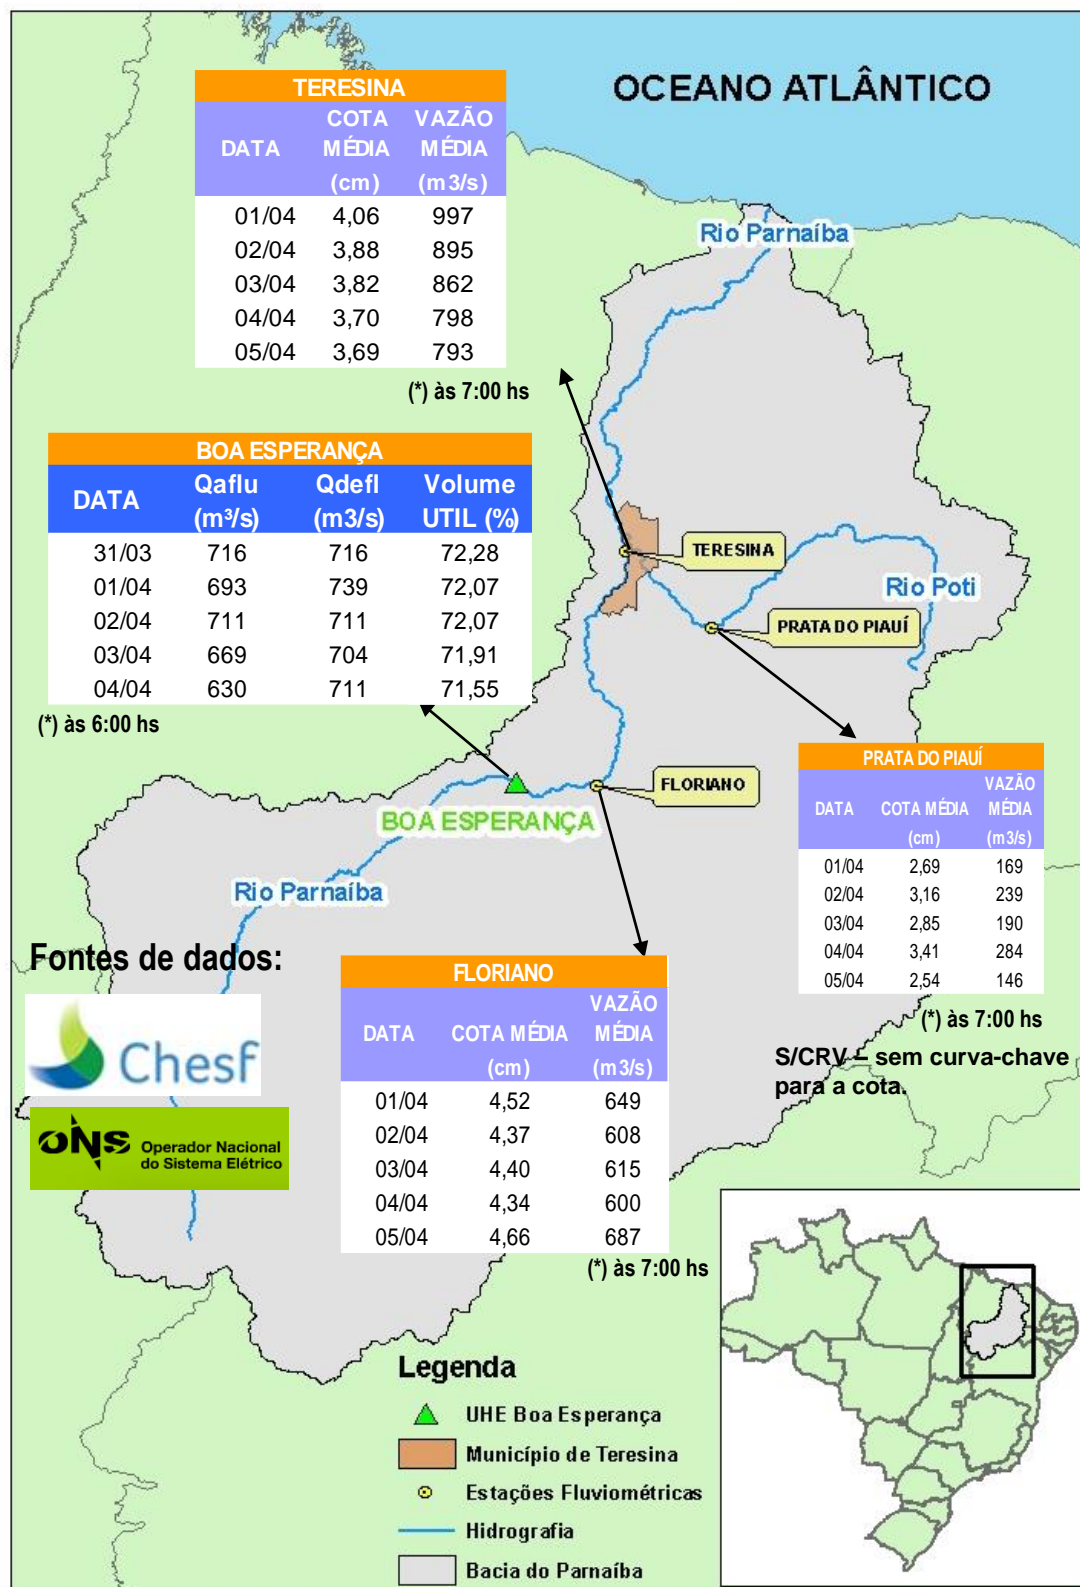 OCEANO ATLÂNTICO
TERESINA
DATA COTA MÉDIA (cm) VAZÃO MÉDIA (m3/s)
01/04 4,06 997
02/04 3,88 895
03/04 3,82 862
04/04 3,70 798
05/04 3,69 793
(*) às 7:00 hs
Rio Parnaíba
BOA ESPERANÇA
DATA Qaflu (m³/s) Qdefl (m3/s) Volume UTIL (%)
31/03 716 716 72,28
01/04 693 739 72,07
02/04 711 711 72,07
03/04 669 704 71,91
04/04 630 711 71,55
(*) às 6:00 hs
TERESINA
Rio Poti
PRATA DO PIAUÍ
FLORIANO
BOA ESPERANÇA
Rio Parnaíba
PRATA DO PIAUÍ
DATA COTA MÉDIA (cm) VAZÃO MÉDIA (m3/s)
01/04 2,69 169
02/04 3,16 239
03/04 2,85 190
04/04 3,41 284
05/04 2,54 146
(*) às 7:00 hs
S/CRV – sem curva-chave
para a cota.
Fontes de dados:
Chesf
ONS Operador Nacional
do Sistema Elétrico
FLORIANO
DATA COTA MÉDIA (cm) VAZÃO MÉDIA (m3/s)
01/04 4,52 649
02/04 4,37 608
03/04 4,40 615
04/04 4,34 600
05/04 4,66 687
(*) às 7:00 hs
Legenda
UHE Boa Esperança
Município de Teresina
Estações Fluviométricas
Hidrografia
Bacia do Parnaíba